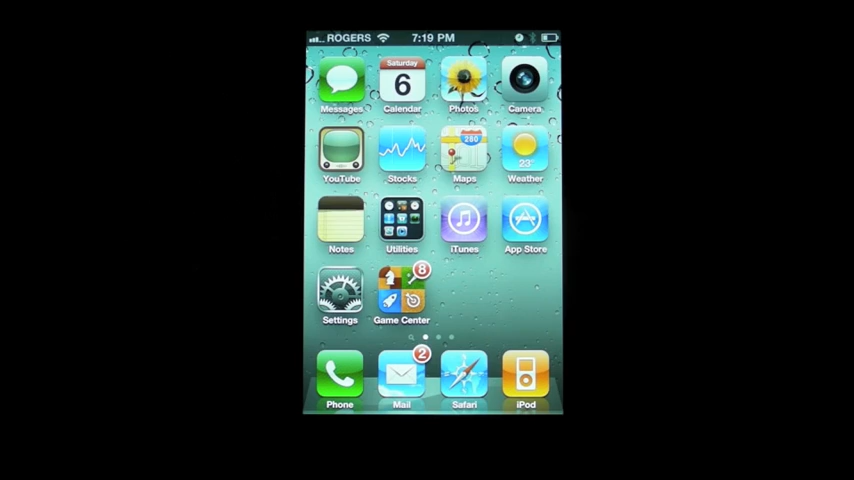 ROGERS 7:19 PM
Saturday
6
Messages Calendar Photos Camera
280
23°
YouTube Stocks Maps Weather
Notes Utilities iTunes App Store
8
Settings Game Center
2
Phone Mail Safari iPod